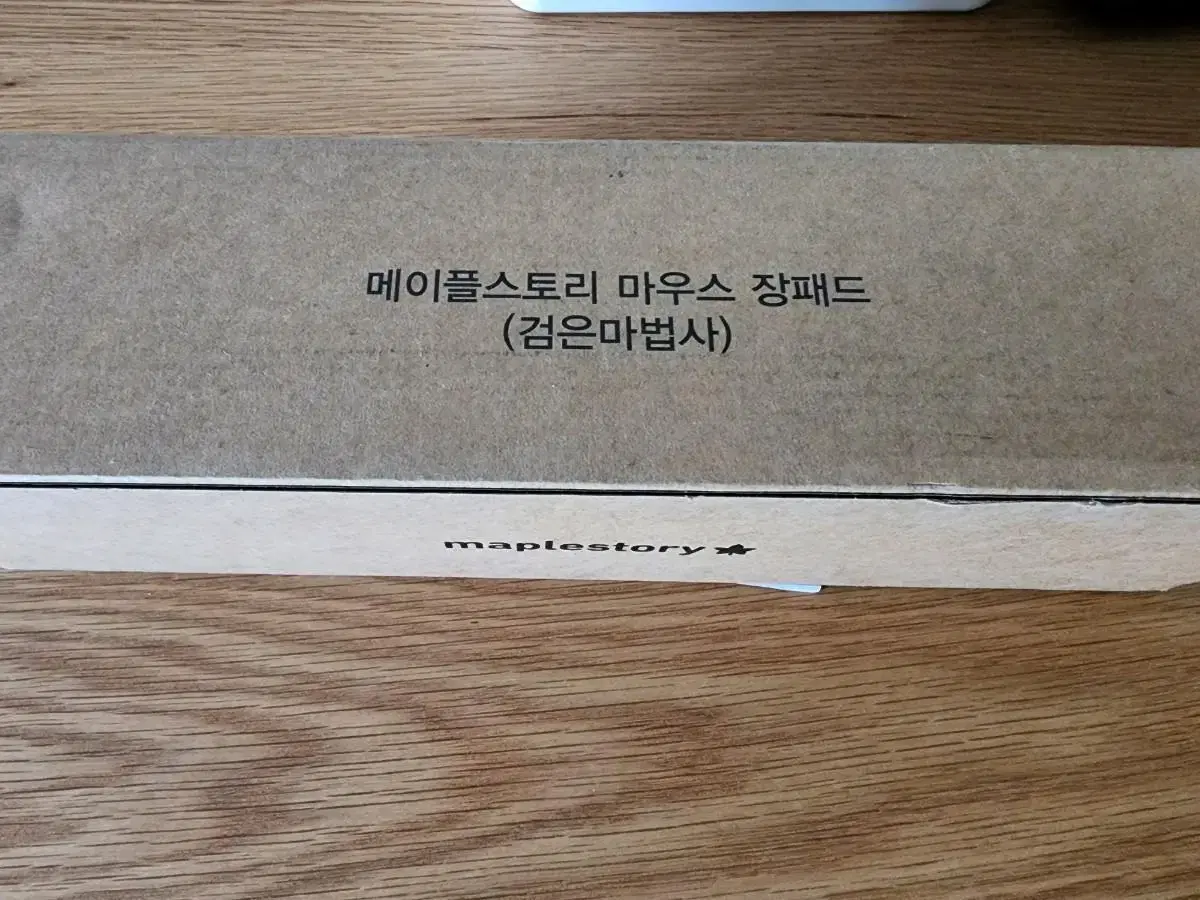 메이플스토리 마우스 장패드
(검은마법사)
maplestory